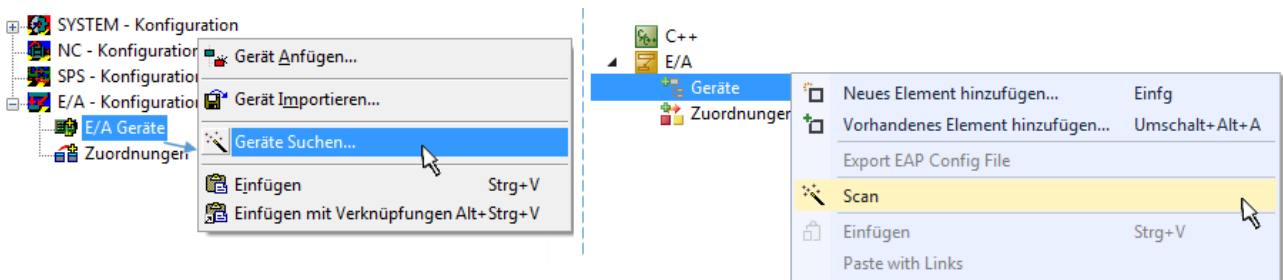 SYSTEM - Konfiguration
NC - Konfiguration
SPS - Konfiguration
E/A - Konfiguration
E/A Geräte
Zuordnungen
Gerät Anfügen...
Gerät Importieren...
Geräte Suchen...
Einfügen Strg+V
Einfügen mit Verknüpfungen Alt+Strg+V
C++
E/A
Geräte
Zuordnungen
Neues Element hinzufügen... Einfg
Vorhandenes Element hinzufügen... Umschalt+Alt+A
Export EAP Config File
Scan
Einfügen Strg+V
Paste with Links